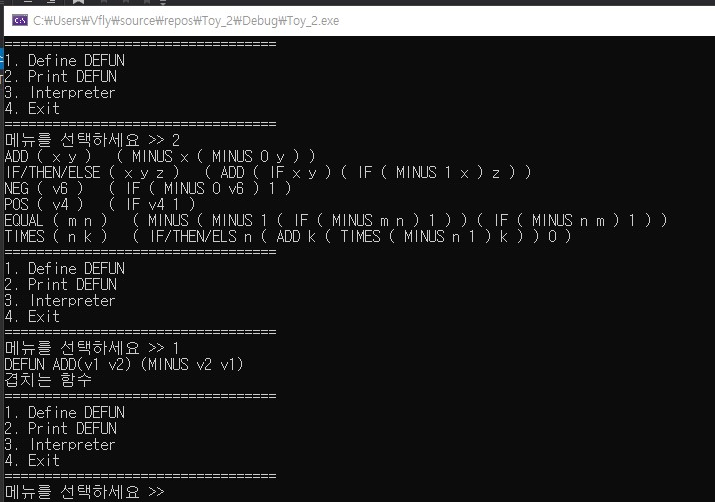 C:\Users\Vfly\source\repos\Toy_2\Debug\Toy_2.exe
==================================
1. Define DEFUN
2. Print DEFUN
3. Interpreter
4. Exit
==================================
메뉴를 선택하세요 >> 2
ADD ( x y )   ( MINUS x ( MINUS 0 y ) )
IF/THEN/ELSE ( x y z )   ( ADD ( IF x y ) ( IF ( MINUS 1 x ) z ) )
NEG ( v6 )   ( IF ( MINUS 0 v6 ) 1 )
POS ( v4 )   ( IF v4 1 )
EQUAL ( m n )   ( MINUS ( MINUS 1 ( IF ( MINUS m n ) 1 ) ) ( IF ( MINUS n m ) 1 ) )
TIMES ( n k )   ( IF/THEN/ELS n ( ADD k ( TIMES ( MINUS n 1 ) k ) ) 0 )
==================================
1. Define DEFUN
2. Print DEFUN
3. Interpreter
4. Exit
==================================
메뉴를 선택하세요 >> 1
DEFUN ADD(v1 v2) (MINUS v2 v1)
겹치는 함수
==================================
1. Define DEFUN
2. Print DEFUN
3. Interpreter
4. Exit
==================================
메뉴를 선택하세요 >>